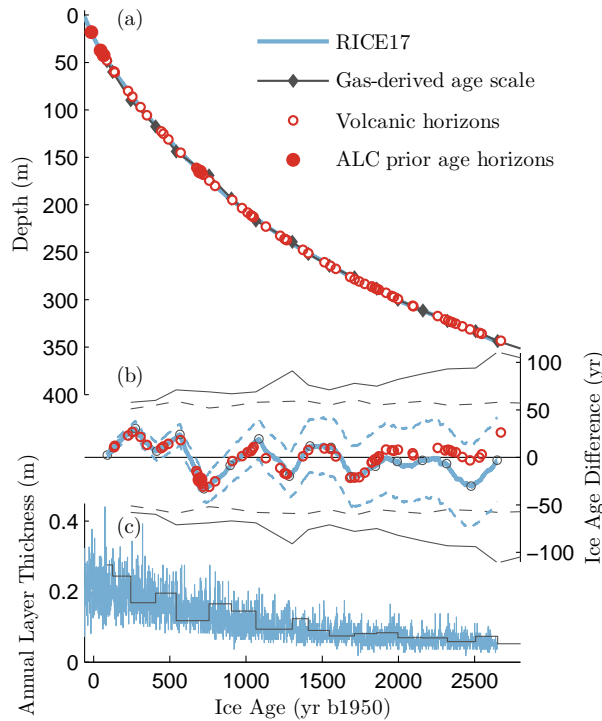 (a)
RICE17
Gas-derived age scale
Volcanic horizons
ALC prior age horizons
0
50
100
150
200
250
300
350
400
Depth (m)
(b)
100
50
0
−50
−100
Ice Age Difference (yr)
(c)
0.4
0.2
0
Annual Layer Thickness (m)
0 500 1000 1500 2000 2500
Ice Age (yr b1950)